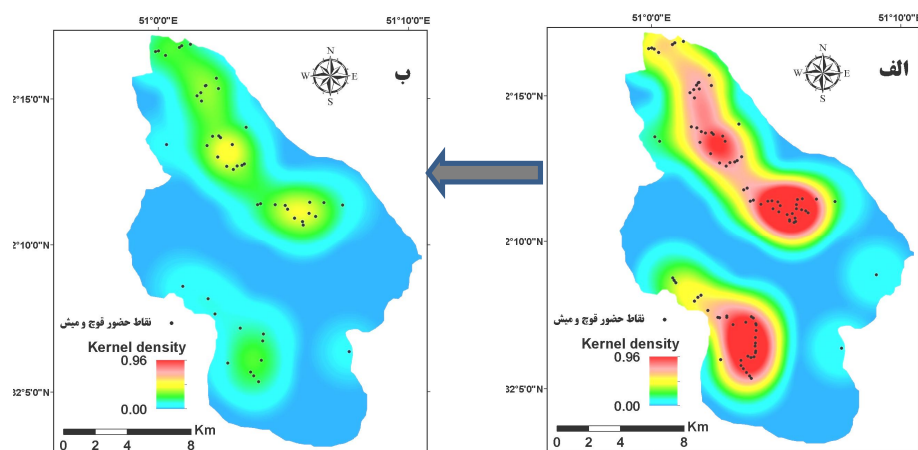 51°0'0"E 51°10'0"E
ب
N
W E
S
2°15'0"N
2°10'0"N
32°5'0"N
نقاط حضور قوچ و میش
Kernel density
0.96
0.00
Km
0 2 4 8
51°0'0"E 51°10'0"E
الف
N
W E
S
2°15'0"N
2°10'0"N
32°5'0"N
نقاط حضور قوچ و میش
Kernel density
0.96
0.00
Km
0 2 4 8